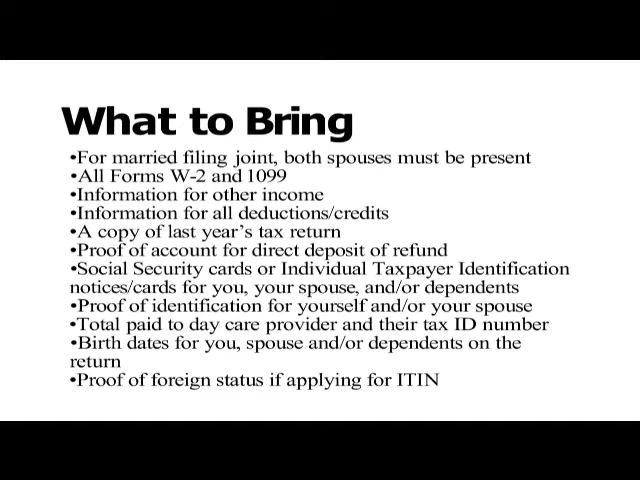 What to Bring
•For married filing joint, both spouses must be present
•All Forms W-2 and 1099
•Information for other income
•Information for all deductions/credits
•A copy of last year’s tax return
•Proof of account for direct deposit of refund
•Social Security cards or Individual Taxpayer Identification
notices/cards for you, your spouse, and/or dependents
•Proof of identification for yourself and/or your spouse
•Total paid to day care provider and their tax ID number
•Birth dates for you, spouse and/or dependents on the
return
•Proof of foreign status if applying for ITIN